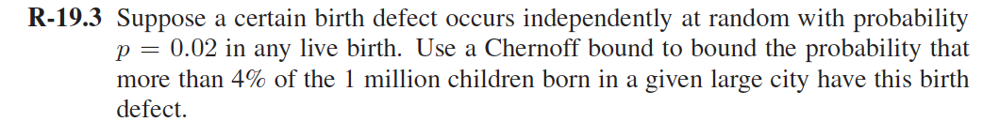 R-19.3 Suppose a certain birth defect occurs independently at random with probability
p = 0.02 in any live birth. Use a Chernoff bound to bound the probability that
more than 4% of the 1 million children born in a given large city have this birth
defect.